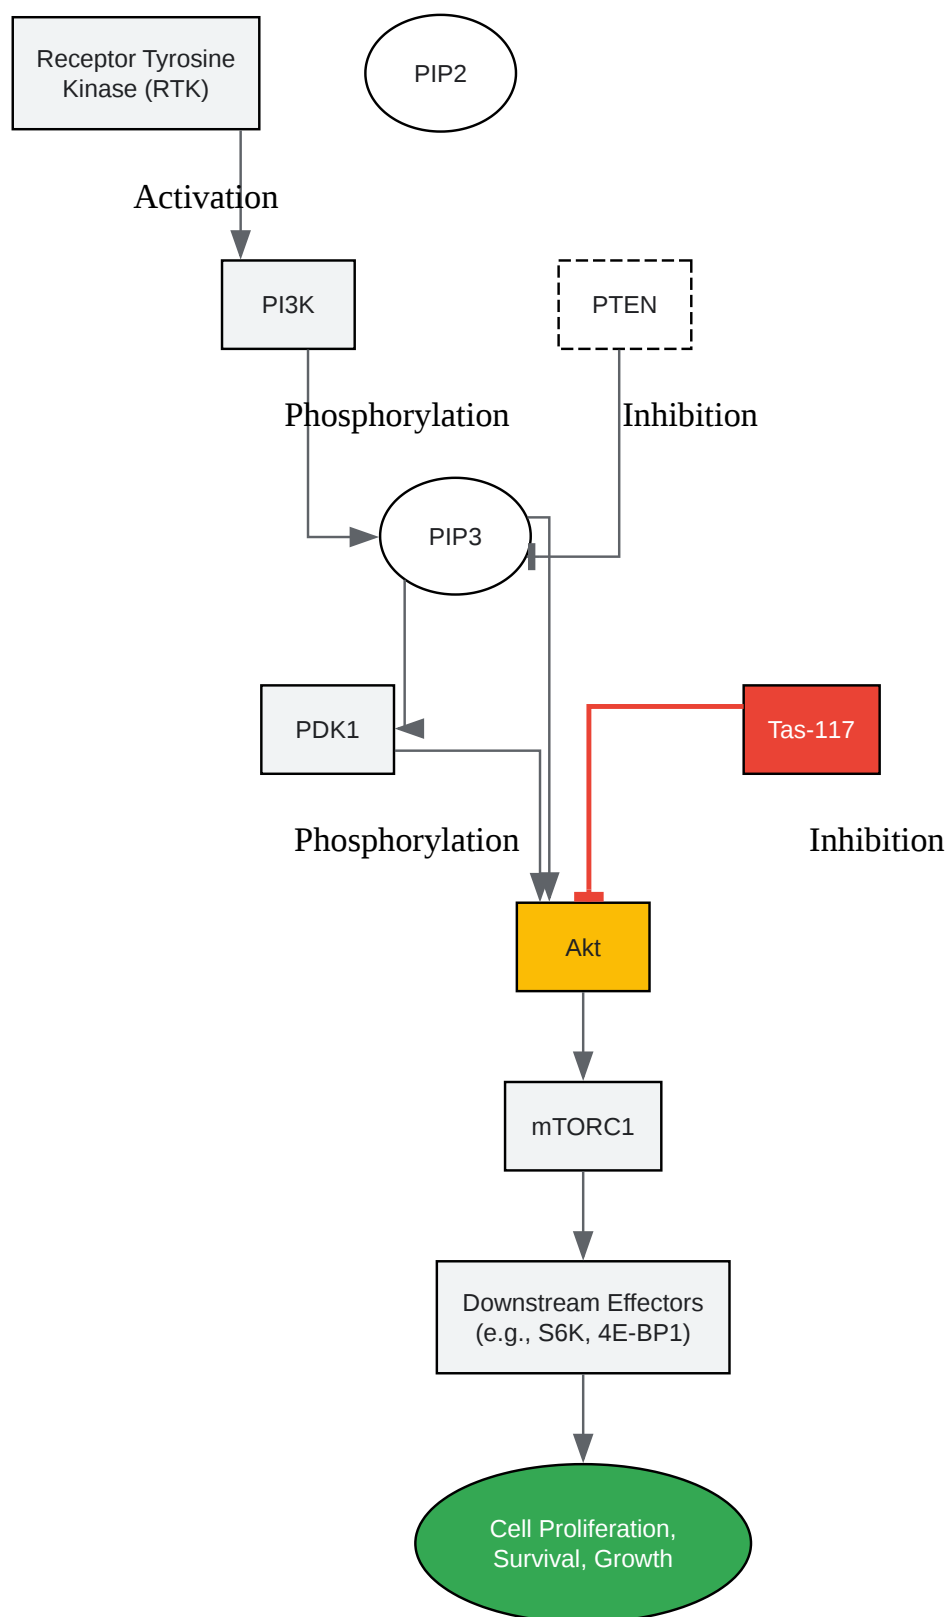 Receptor Tyrosine
Kinase (RTK)
PIP2
Activation
PI3K
PTEN
Phosphorylation
Inhibition
PIP3
PDK1
Tas-117
Phosphorylation
Inhibition
Akt
mTORC1
Downstream Effectors
(e.g., S6K, 4E-BP1)
Cell Proliferation,
Survival, Growth